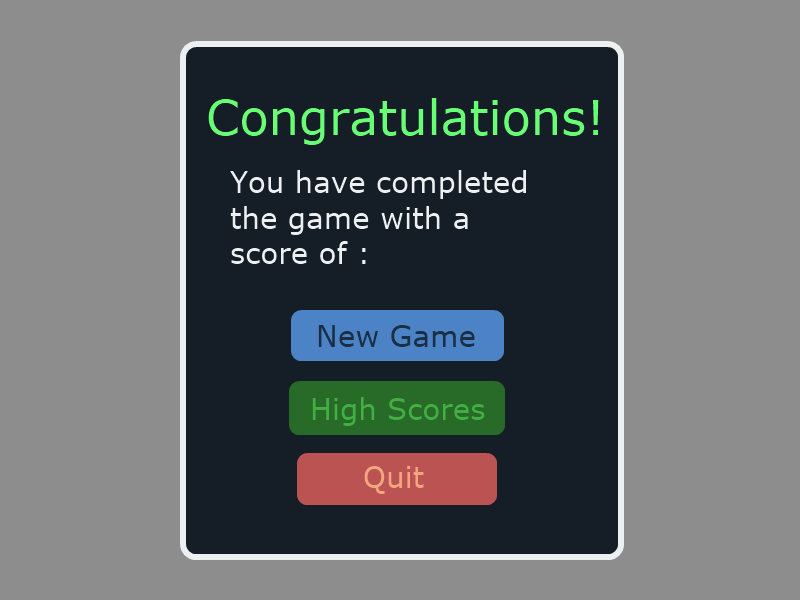 Congratulations!
You have completed
the game with a
score of :
New Game
High Scores
Quit